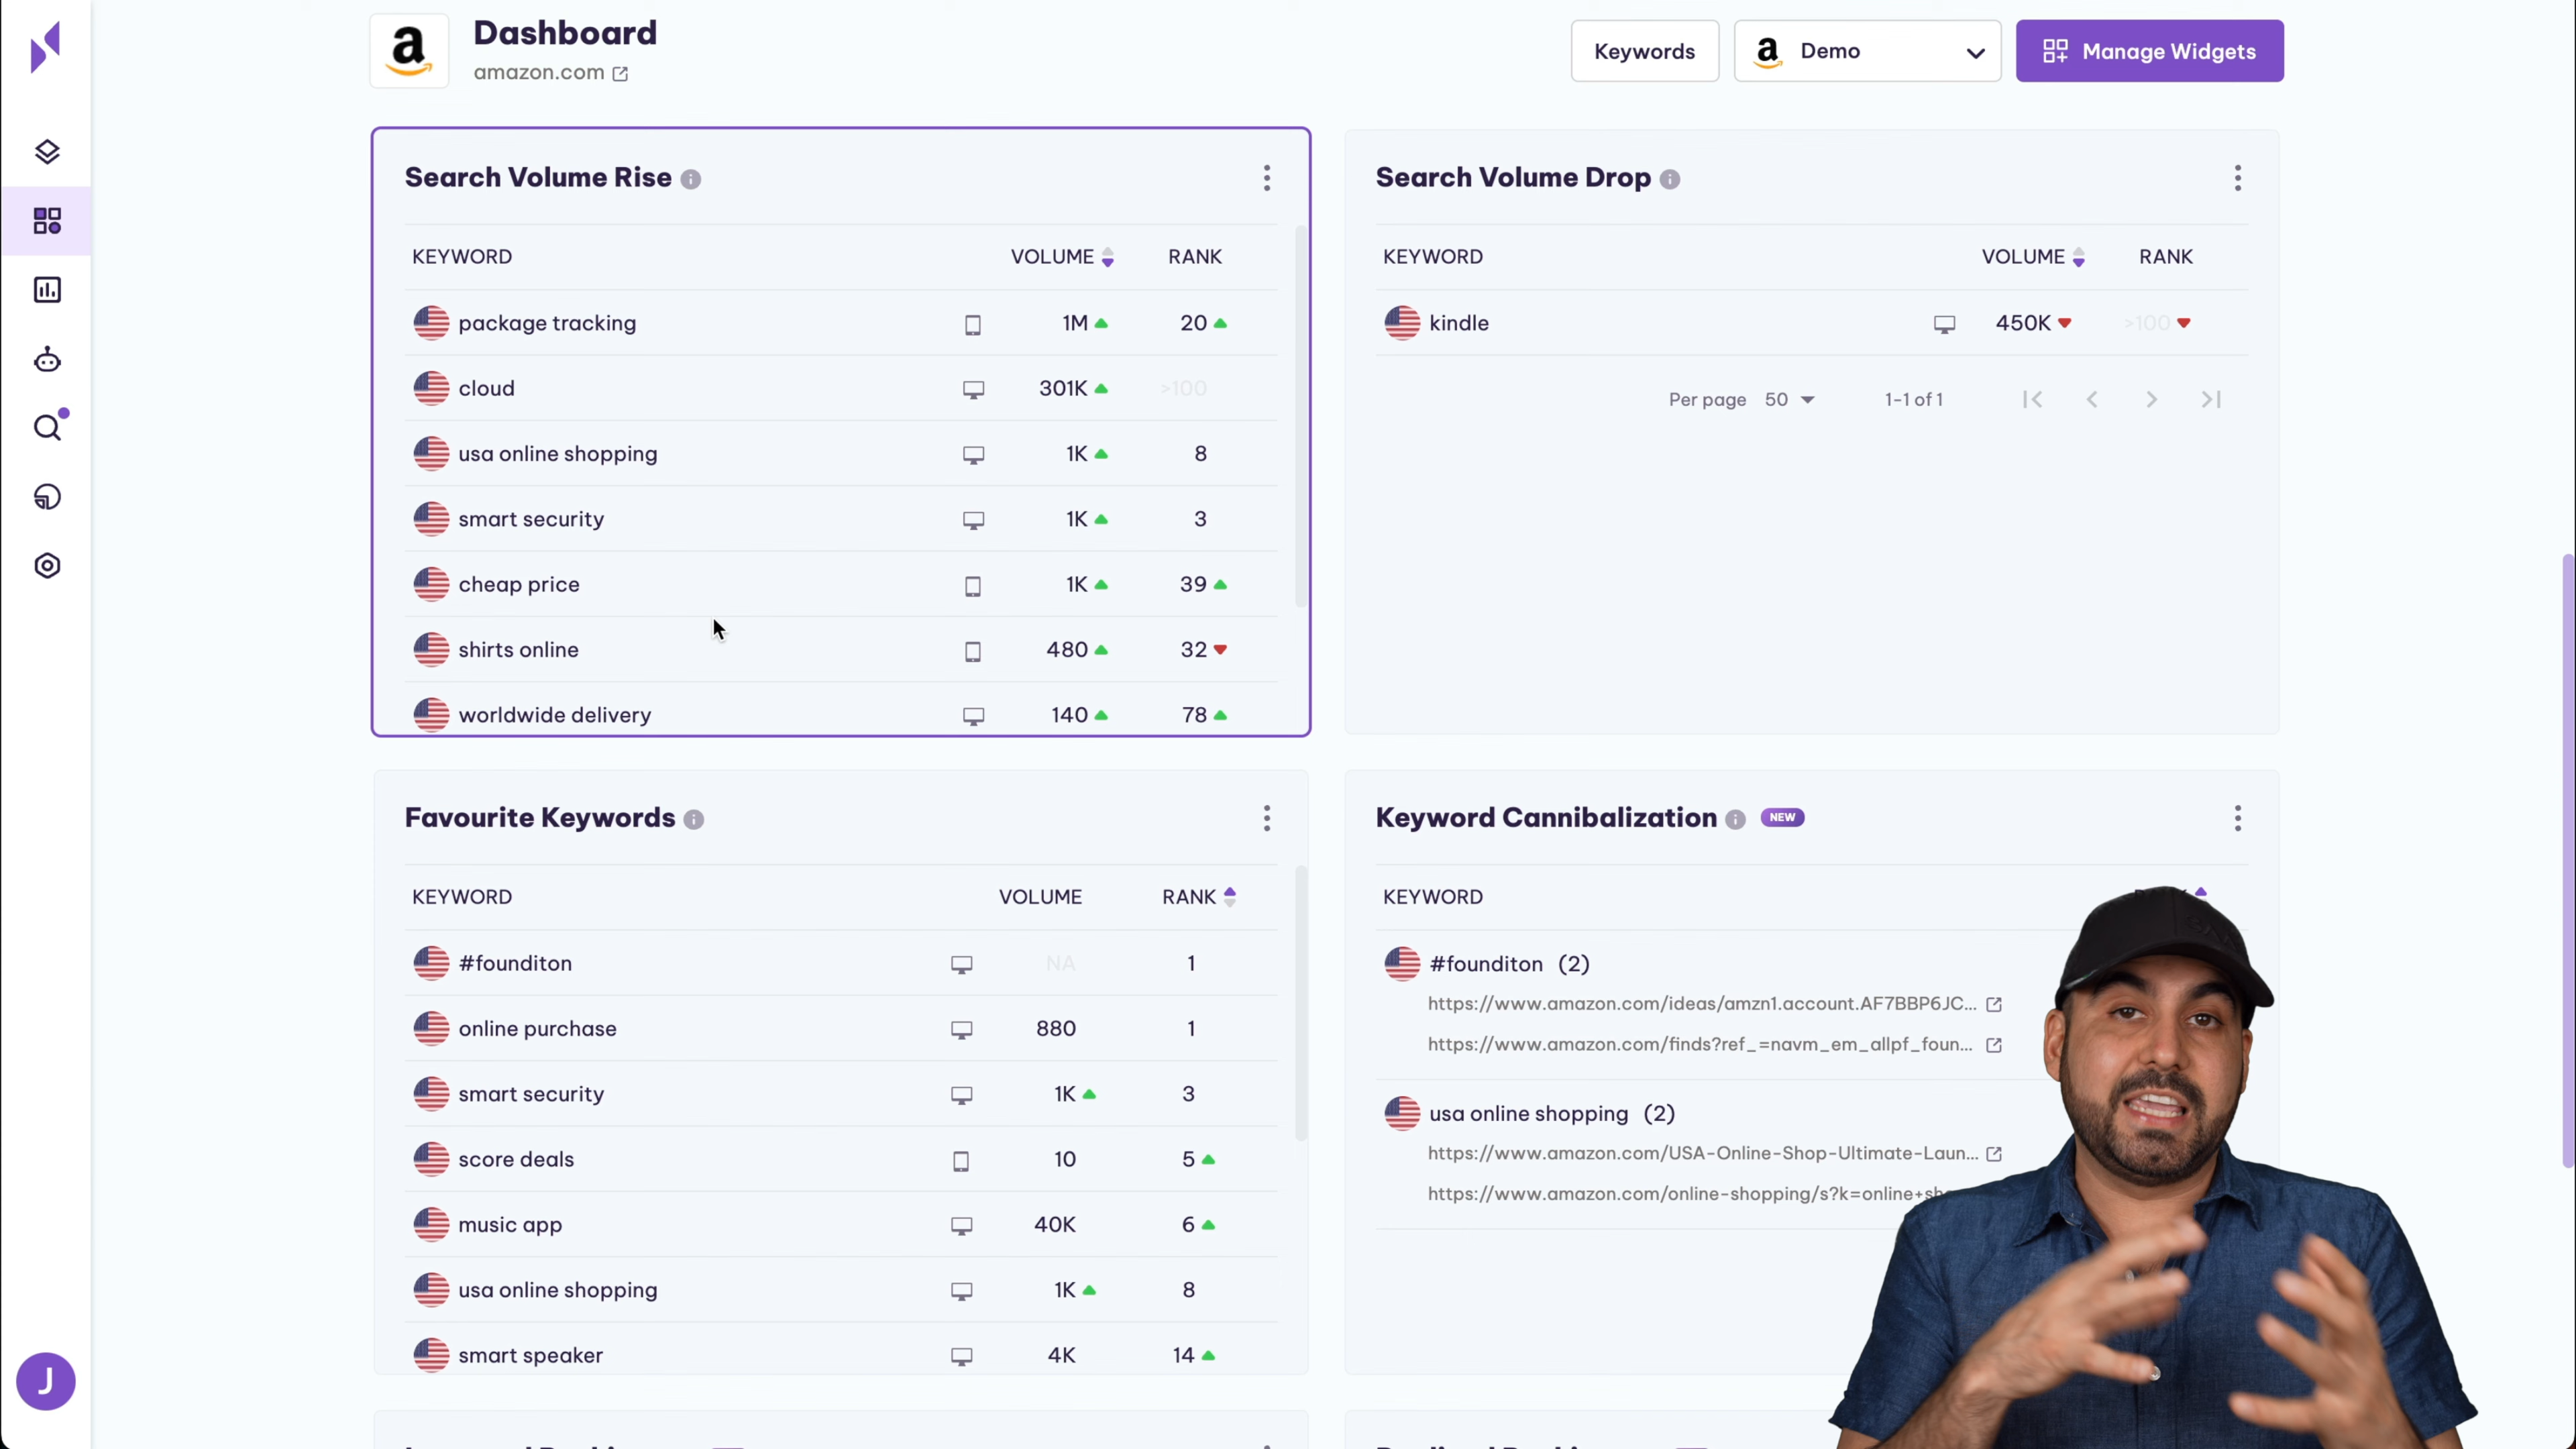 Dashboard
amazon.com
Keywords
Demo
Manage Widgets
Search Volume Rise
KEYWORD VOLUME RANK
package tracking 1M 20
cloud 301K >100
usa online shopping 1K 8
smart security 1K 3
cheap price 1K 39
shirts online 480 32
worldwide delivery 140 78
Search Volume Drop
KEYWORD VOLUME RANK
kindle 450K >100
Per page 50 1-1 of 1
Favourite Keywords
KEYWORD VOLUME RANK
#founditon NA 1
online purchase 880 1
smart security 1K 3
score deals 10 5
music app 40K 6
usa online shopping 1K 8
smart speaker 4K 14
Keyword Cannibalization NEW
KEYWORD
#founditon (2)
https://www.amazon.com/ideas/amzn1.account.AF7BBP6JC...
https://www.amazon.com/finds?ref_=navm_em_allpf_foun...
usa online shopping (2)
https://www.amazon.com/USA-Online-Shop-Ultimate-Laun...
https://www.amazon.com/online-shopping/s?k=online+sh
J